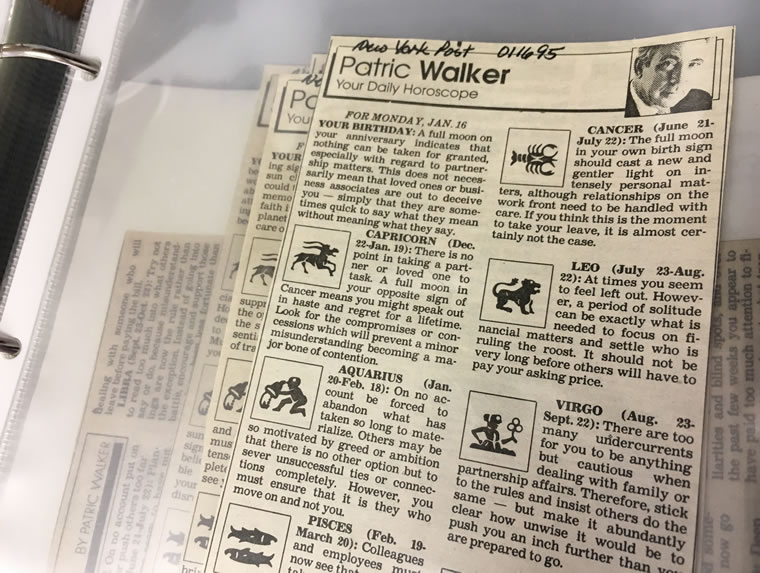 New York Post 011695
Patric Walker
Your Daily Horoscope
FOR MONDAY, JAN. 16
YOUR BIRTHDAY: A full moon on
your anniversary indicates that
nothing can be taken for granted,
especially with regard to partner-
ship matters. This does not neces-
sarily mean that loved ones or busi-
ness associates are out to deceive
you — simply that they are some-
times quick to say what they mean
without meaning what they say.
CAPRICORN (Dec.
22-Jan. 19): There is no
point in taking a part-
ner or loved one to
task. A full moon in
your opposite sign of
Cancer means you might speak out
in haste and regret for a lifetime.
Look for the compromises or con-
cessions which will prevent a minor
misunderstanding becoming a ma-
jor bone of contention.
AQUARIUS (Jan.
20-Feb. 18): On no ac-
count be forced to
abandon what has
taken so long to mate-
rialize. Others may be
so motivated by greed or ambition
that there is no other option but to
sever unsuccessful ties or connec-
tions completely. However, you
must ensure that it is they who
move on and not you.
PISCES (Feb. 19-
March 20): Colleagues
and employees must
now see that
CANCER (June 21-
July 22): The full moon
in your own birth sign
should cast a new and
gentler light on in-
tensely personal mat-
ters, although relationships on the
work front need to be handled with
care. If you think this is the moment
to take your leave, it is almost cer-
tainly not the case.
LEO (July 23-Aug.
22): At times you seem
to feel left out. Howev-
er, a period of solitude
can be exactly what is
needed to focus on fi-
nancial matters and settle who is
ruling the roost. It should not be
very long before others will have to
pay your asking price.
VIRGO (Aug. 23-
Sept. 22): There are too
many undercurrents
for you to be anything
but cautious when
dealing with family or
partnership affairs. Therefore, stick
to the rules and insist others do the
same — but make it abundantly
clear how unwise it would be to
push you an inch further than you
are prepared to go.
BY PATRIC WALKER